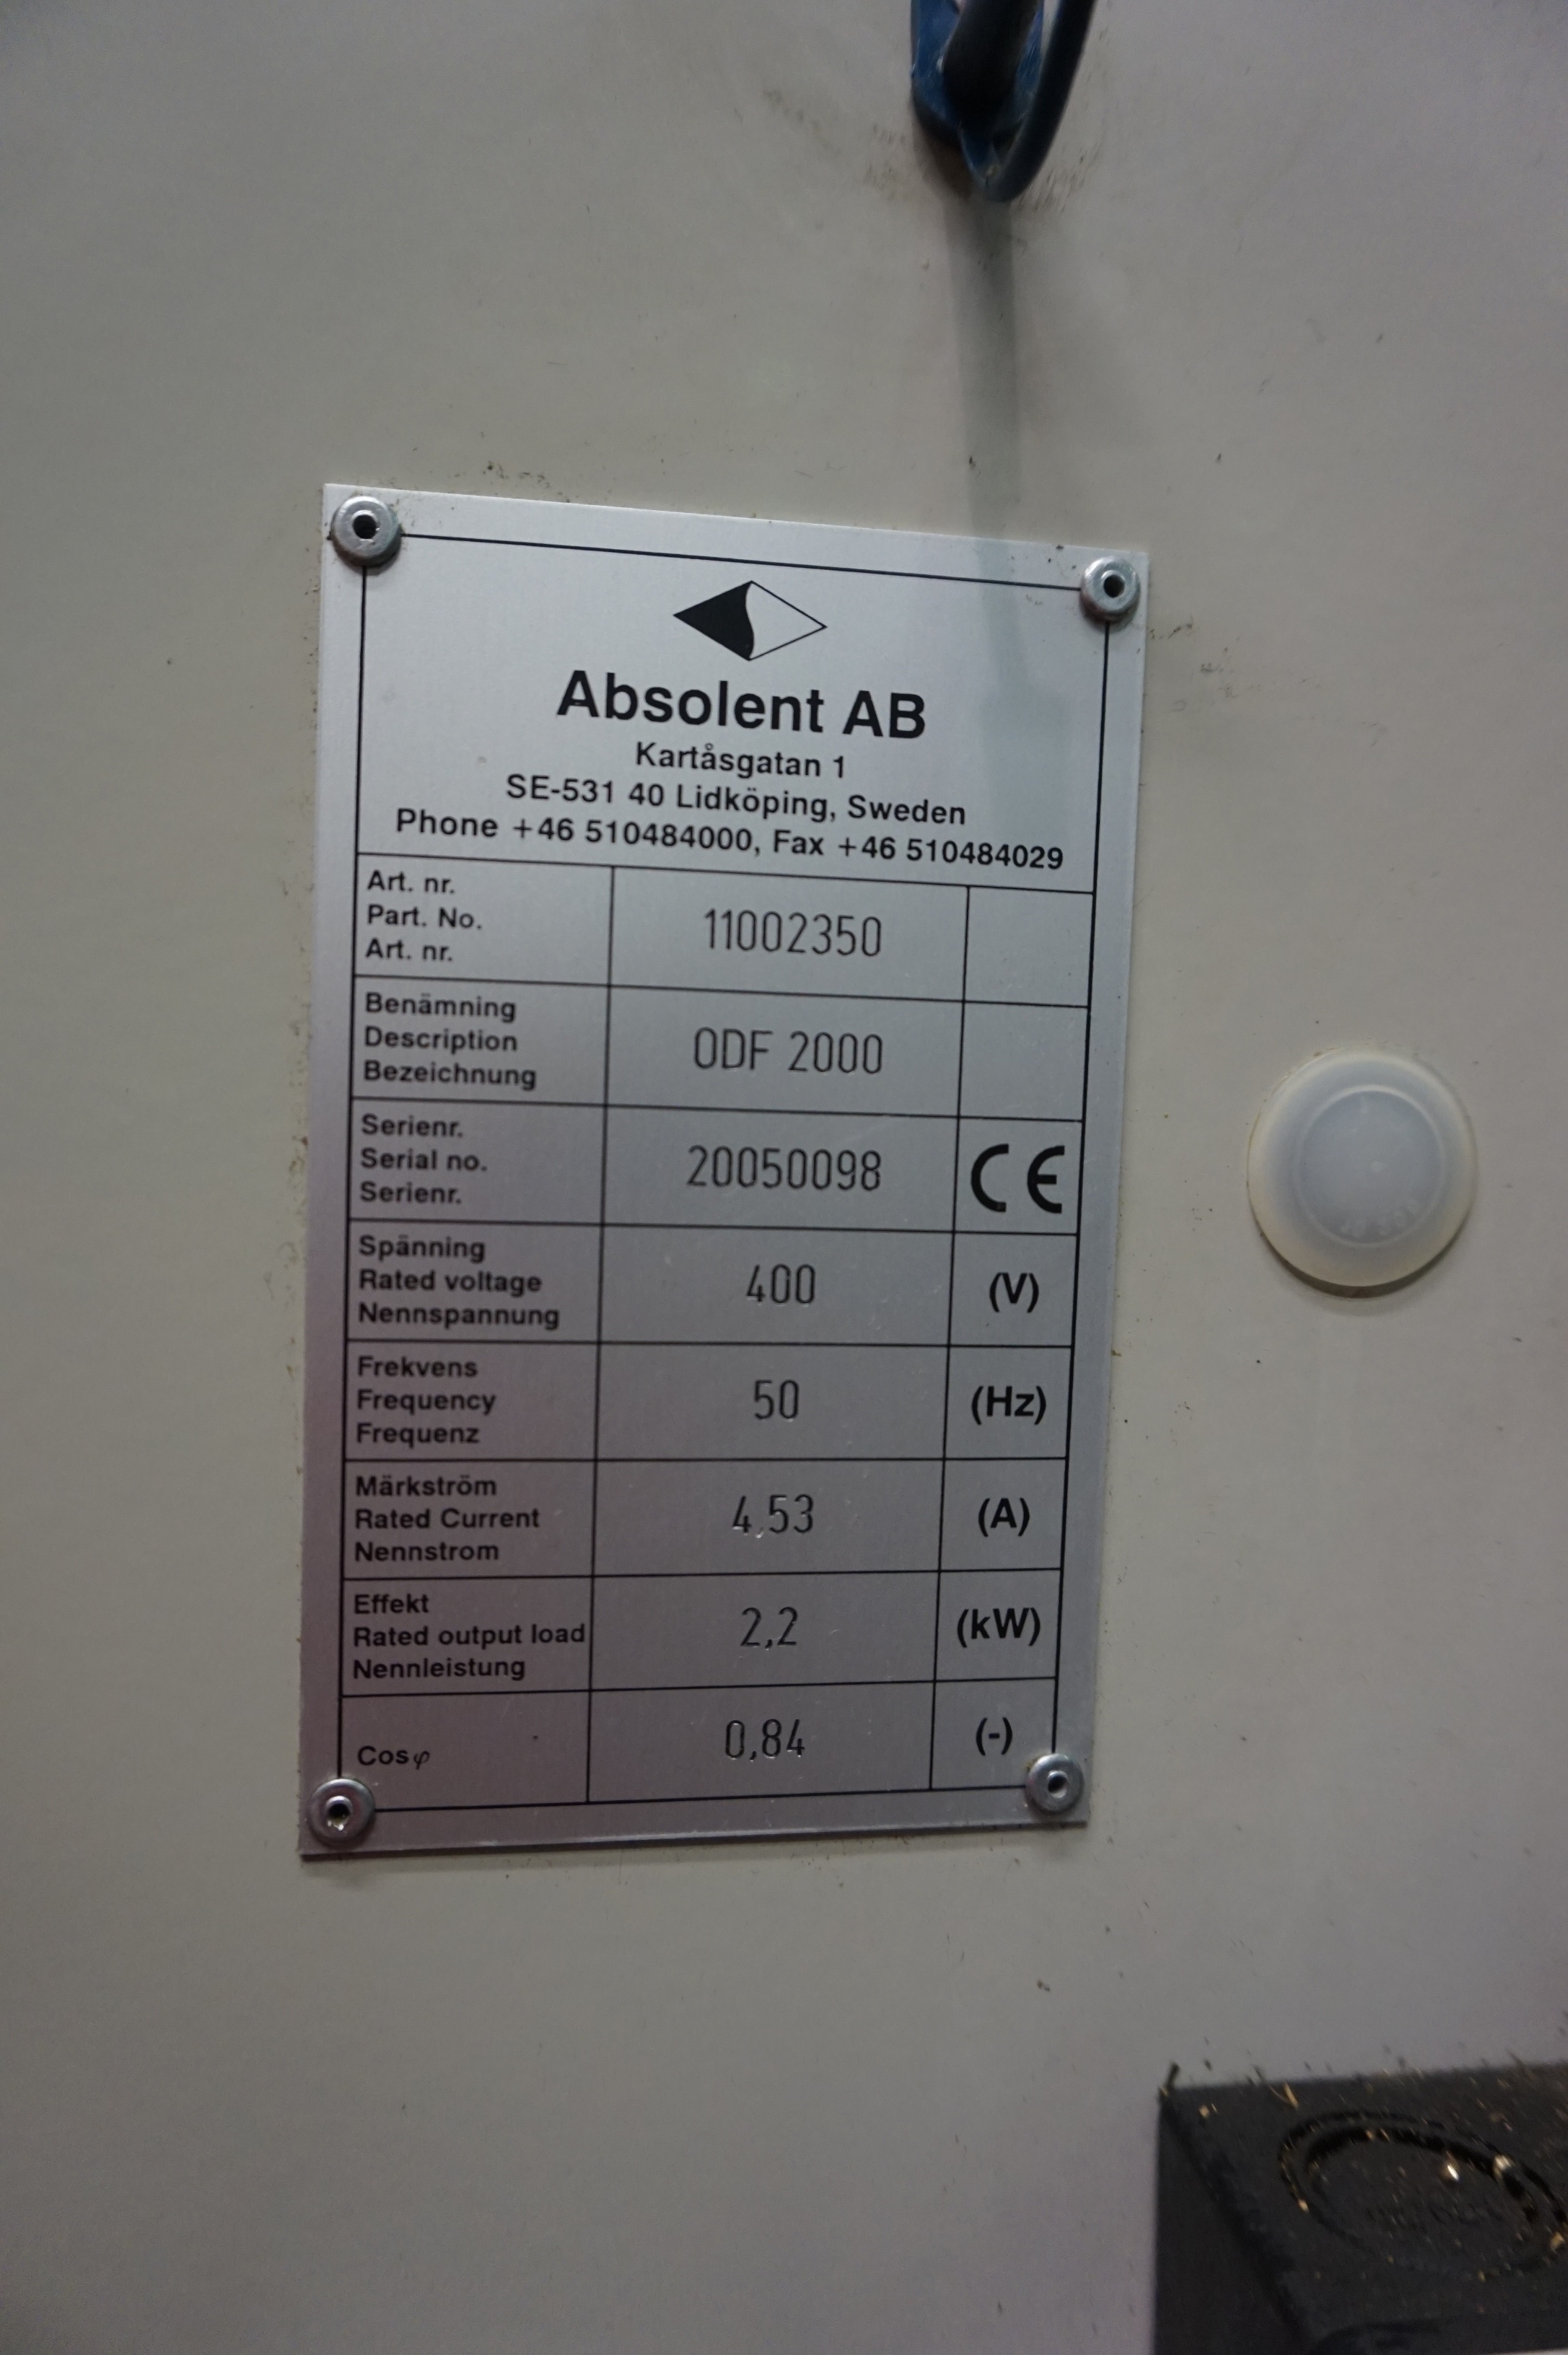 Absolent AB
Kartåsgatan 1
SE-531 40 Lidköping, Sweden
Phone +46 510484000, Fax +46 510484029
Art. nr.
Part. No.
Art. nr.
11002350
Benämning
Description
Bezeichnung
ODF 2000
Serienr.
Serial no.
Serienr.
20050098
CE
Spänning
Rated voltage
Nennspannung
400
(V)
Frekvens
Frequency
Frequenz
50
(Hz)
Märkström
Rated Current
Nennstrom
4,53
(A)
Effekt
Rated output load
Nennleistung
2,2
(kW)
Cosφ
0,84
(-)